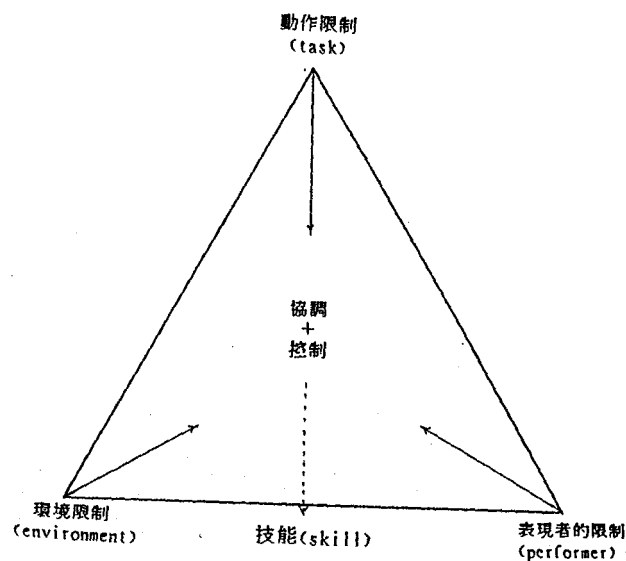 動作限制
(task)
協調
+
控制
環境限制
(environment)
技能(skill)
表現者的限制
(performer)